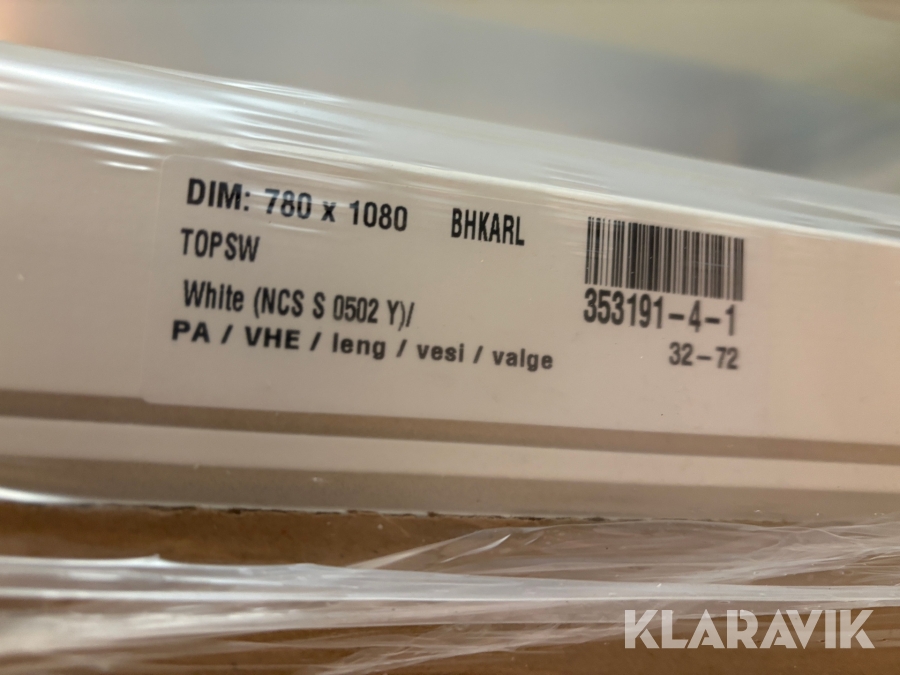 DIM: 780 x 1080 BHKARL
TOPSW
White (NCS S 0502 Y)/
PA / VHE / leng / vesi / valge
353191-4-1
32-72
KLARAVIK